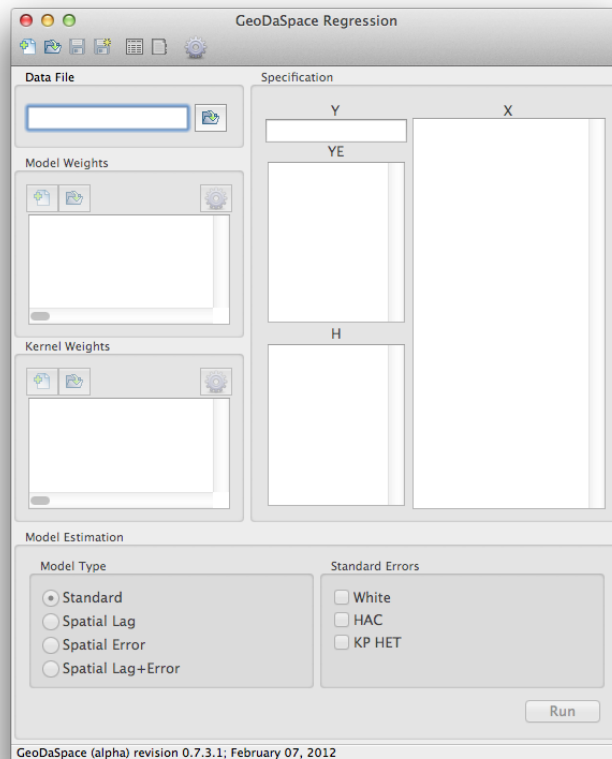 GeoDaSpace Regression
Data File
Model Weights
Kernel Weights
Specification
Y
YE
H
X
Model Estimation
Model Type
Standard
Spatial Lag
Spatial Error
Spatial Lag+Error
Standard Errors
White
HAC
KP HET
Run
GeoDaSpace (alpha) revision 0.7.3.1; February 07, 2012